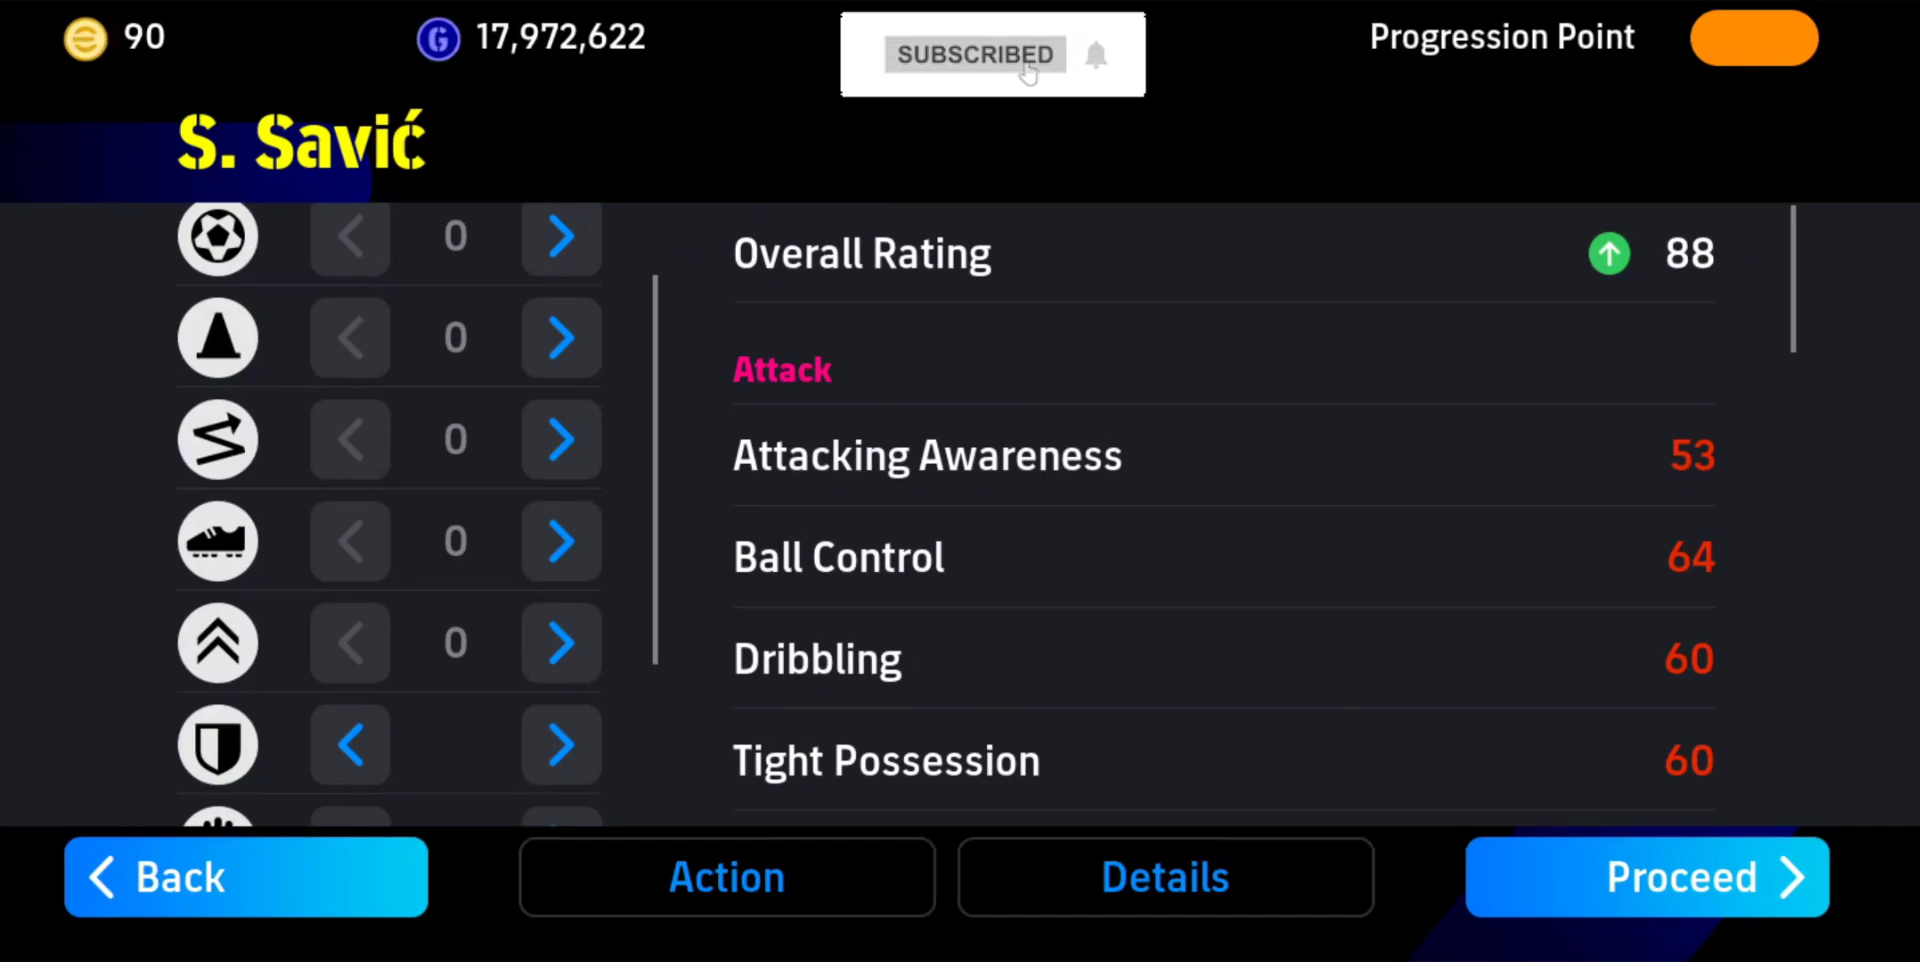 90
17,972,622
SUBSCRIBED
Progression Point
S. Savić
0
0
0
0
0
Overall Rating 88
Attack
Attacking Awareness 53
Ball Control 64
Dribbling 60
Tight Possession 60
Back
Action
Details
Proceed